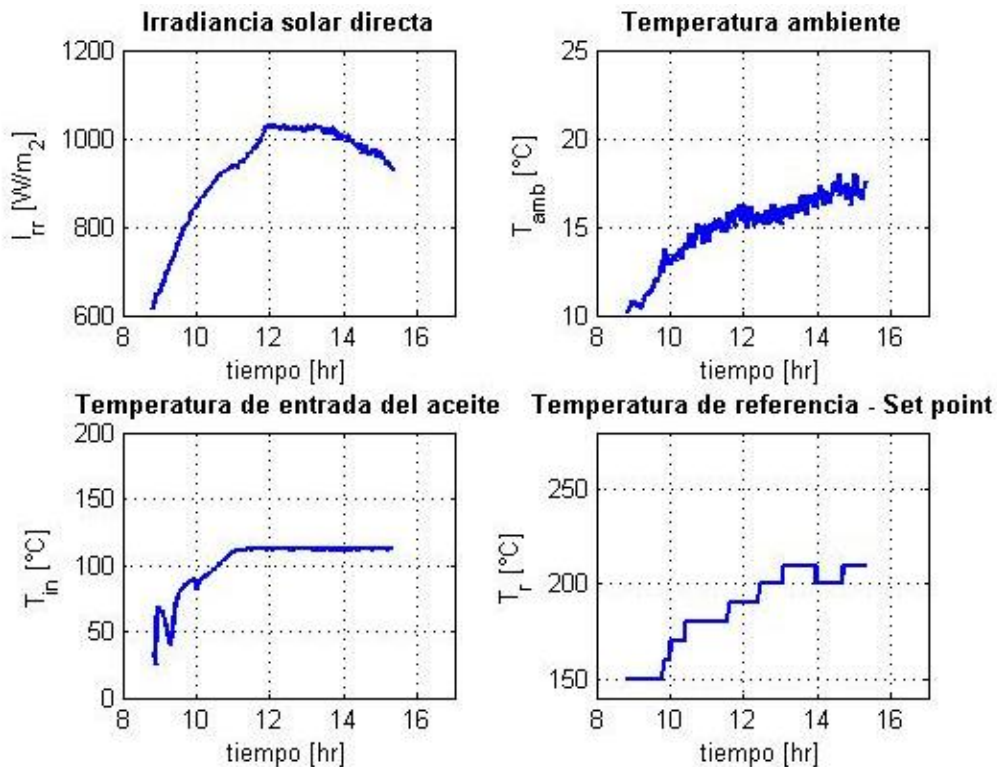 Irradiancia solar directa
1200
1000
800
600
I_rr [W/m_2]
8 10 12 14 16
tiempo [hr]
Temperatura ambiente
25
20
15
10
T_amb [°C]
8 10 12 14 16
tiempo [hr]
Temperatura de entrada del aceite
200
150
100
50
0
T_in [°C]
8 10 12 14 16
tiempo [hr]
Temperatura de referencia - Set point
250
200
150
T_r [°C]
8 10 12 14 16
tiempo [hr]